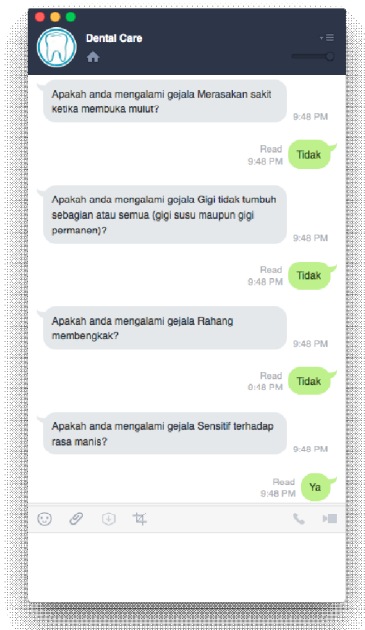 Dental Care
Apakah anda mengalami gejala Merasakan sakit
ketika membuka mulut?
9:48 PM
Read
9:48 PM
Tidak
Apakah anda mengalami gejala Gigi tidak tumbuh
sebagian atau semua (gigi susu maupun gigi
permanen)?
9:48 PM
Read
9:48 PM
Tidak
Apakah anda mengalami gejala Rahang
membengkak?
9:48 PM
Read
9:48 PM
Tidak
Apakah anda mengalami gejala Sensitif terhadap
rasa manis?
9:48 PM
Read
9:48 PM
Ya